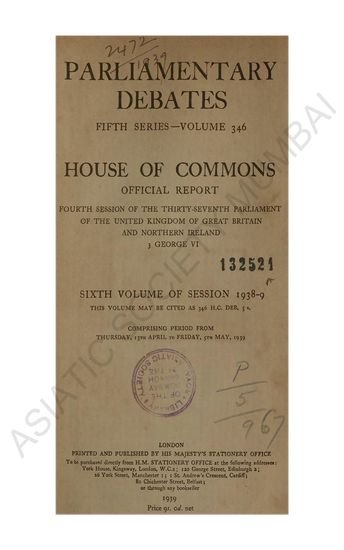 2472
1939
PARLIAMENTARY
DEBATES
FIFTH SERIES—VOLUME 346
HOUSE OF COMMONS
OFFICIAL REPORT
FOURTH SESSION OF THE THIRTY-SEVENTH PARLIAMENT
OF THE UNITED KINGDOM OF GREAT BRITAIN
AND NORTHERN IRELAND
3 GEORGE VI
132521
SIXTH VOLUME OF SESSION 1938-9
THIS VOLUME MAY BE CITED AS 346 H.C. DEB. 5 s.
COMPRISING PERIOD FROM
THURSDAY, 13TH APRIL TO FRIDAY, 5TH MAY, 1939
P
5
967
LONDON
PRINTED AND PUBLISHED BY HIS MAJESTY'S STATIONERY OFFICE
To be purchased directly from H.M. STATIONERY OFFICE at the following addresses:
York House, Kingsway, London, W.C.2; 120 George Street, Edinburgh 2;
26 York Street, Manchester 1; 1 St. Andrew's Crescent, Cardiff;
80 Chichester Street, Belfast;
or through any bookseller
1939
Price 9s. 0d. net
ASIATIC SOCIETY MUMBAI